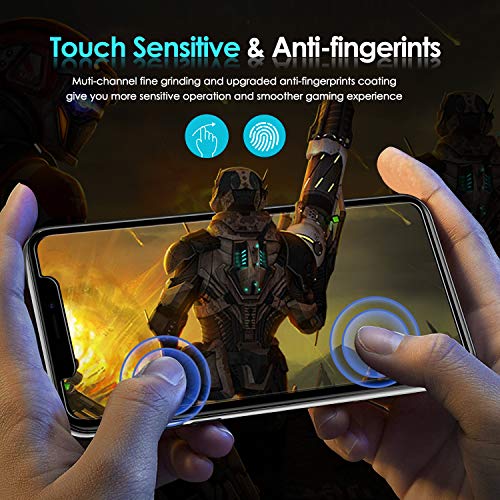 Touch Sensitive & Anti-fingerints
Muti-channel fine grinding and upgraded anti-fingerprints coating
give you more sensitive operation and smoother gaming experience